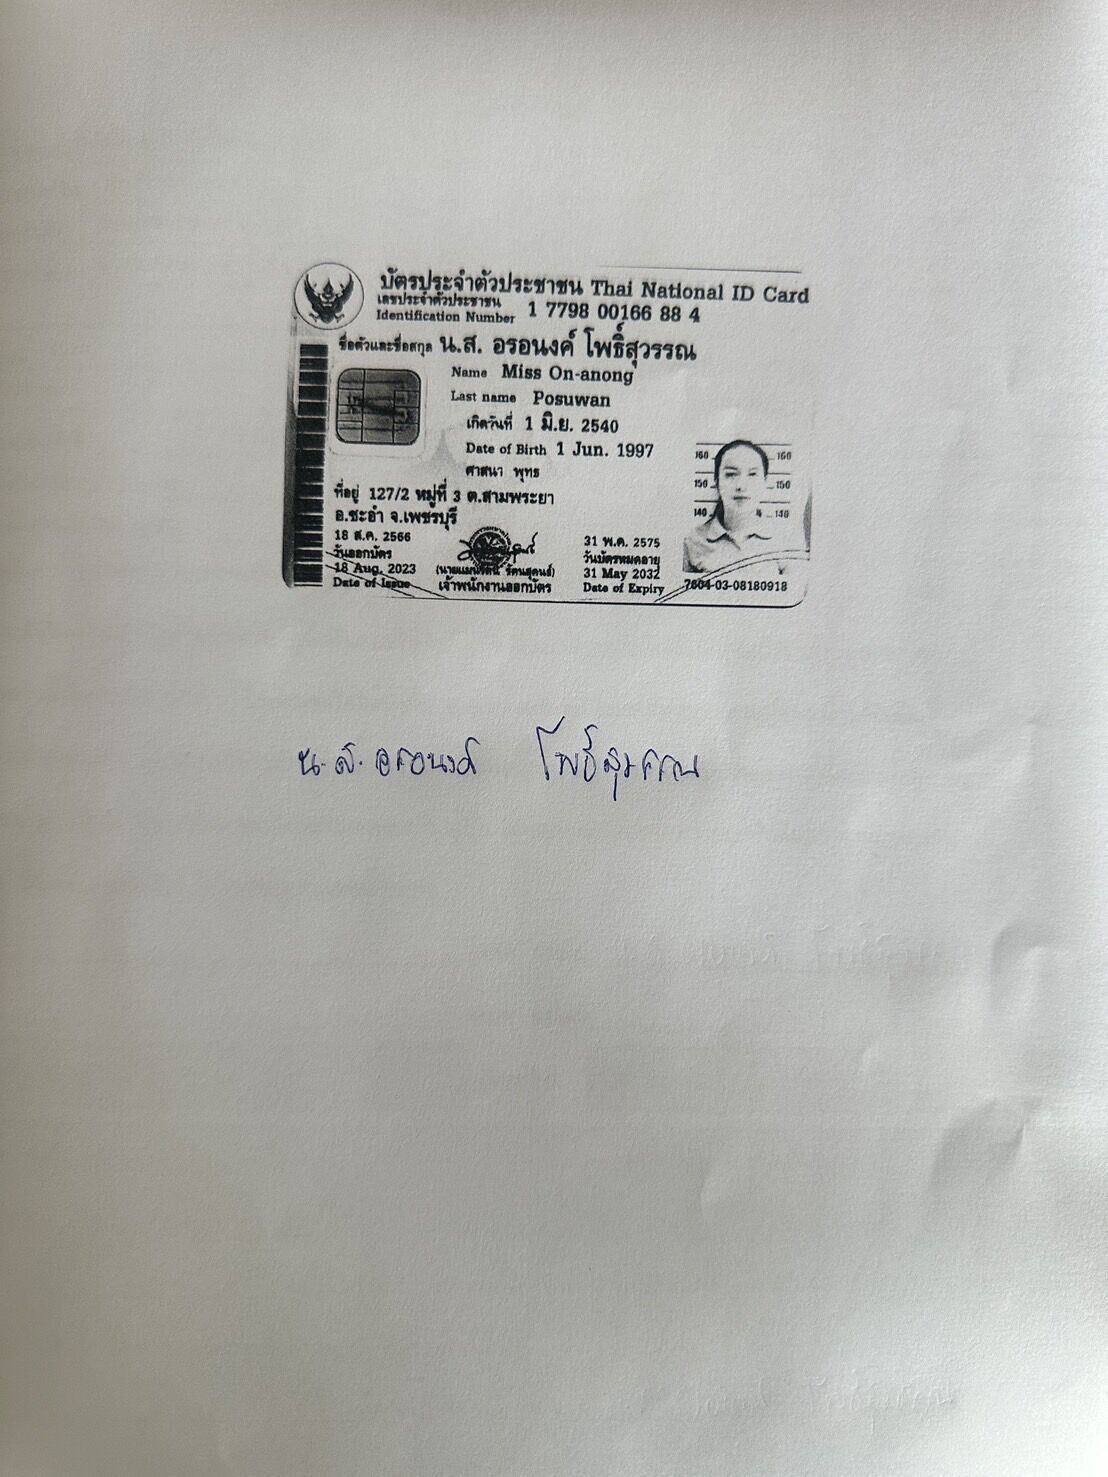 บัตรประจำตัวประชาชน Thai National ID Card
เลขประจำตัวประชาชน
Identification Number 1 7798 00166 88 4
ชื่อตัวและชื่อสกุล น.ส. อรอนงค์ โพธิ์สุวรรณ
Name Miss On-anong
Last name Posuwan
เกิดวันที่ 1 มิ.ย. 2540
Date of Birth 1 Jun. 1997
ศาสนา พุทธ
ที่อยู่ 127/2 หมู่ที่ 3 ต.สามพระยา
อ.ชะอำ จ.เพชรบุรี
18 ส.ค. 2566
วันออกบัตร
18 Aug. 2023
Date of Issue
เจ้าพนักงานออกบัตร
31 พ.ค. 2575
วันบัตรหมดอายุ
31 May 2032
Date of Expiry
160 160
150 150
140 140
7604-03-08180918
น.ส. อรอนงค์ โพธิ์สุวรรณ